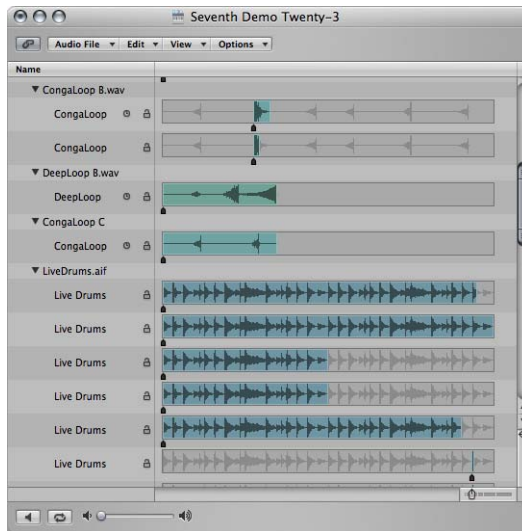 Seventh Demo Twenty-3
Audio File Edit View Options
Name
CongaLoop B.wav
CongaLoop
CongaLoop
DeepLoop B.wav
DeepLoop
CongaLoop C
CongaLoop
LiveDrums.aif
Live Drums
Live Drums
Live Drums
Live Drums
Live Drums
Live Drums